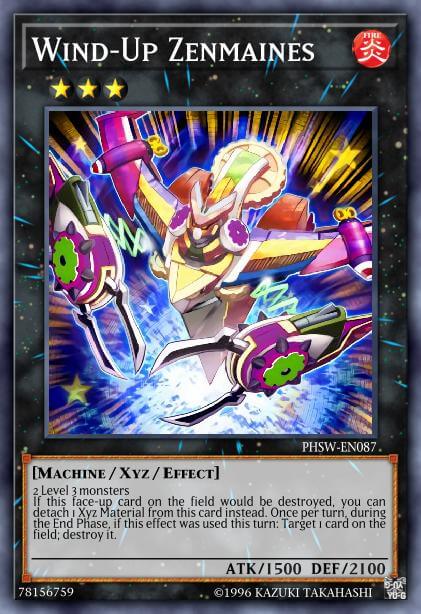 WIND-UP ZENMAINES
FIRE
炎
PHSW-EN087
[MACHINE / XYZ / EFFECT]
2 Level 3 monsters
If this face-up card on the field would be destroyed, you can
detach 1 Xyz Material from this card instead. Once per turn, during
the End Phase, if this effect was used this turn: Target 1 card on the
field; destroy it.
ATK/1500 DEF/2100
78156759
©1996 KAZUKI TAKAHASHI